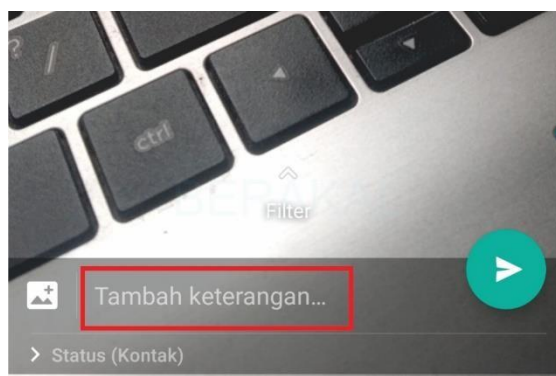 ? /
ctrl
Filter
Tambah keterangan...
Status (Kontak)